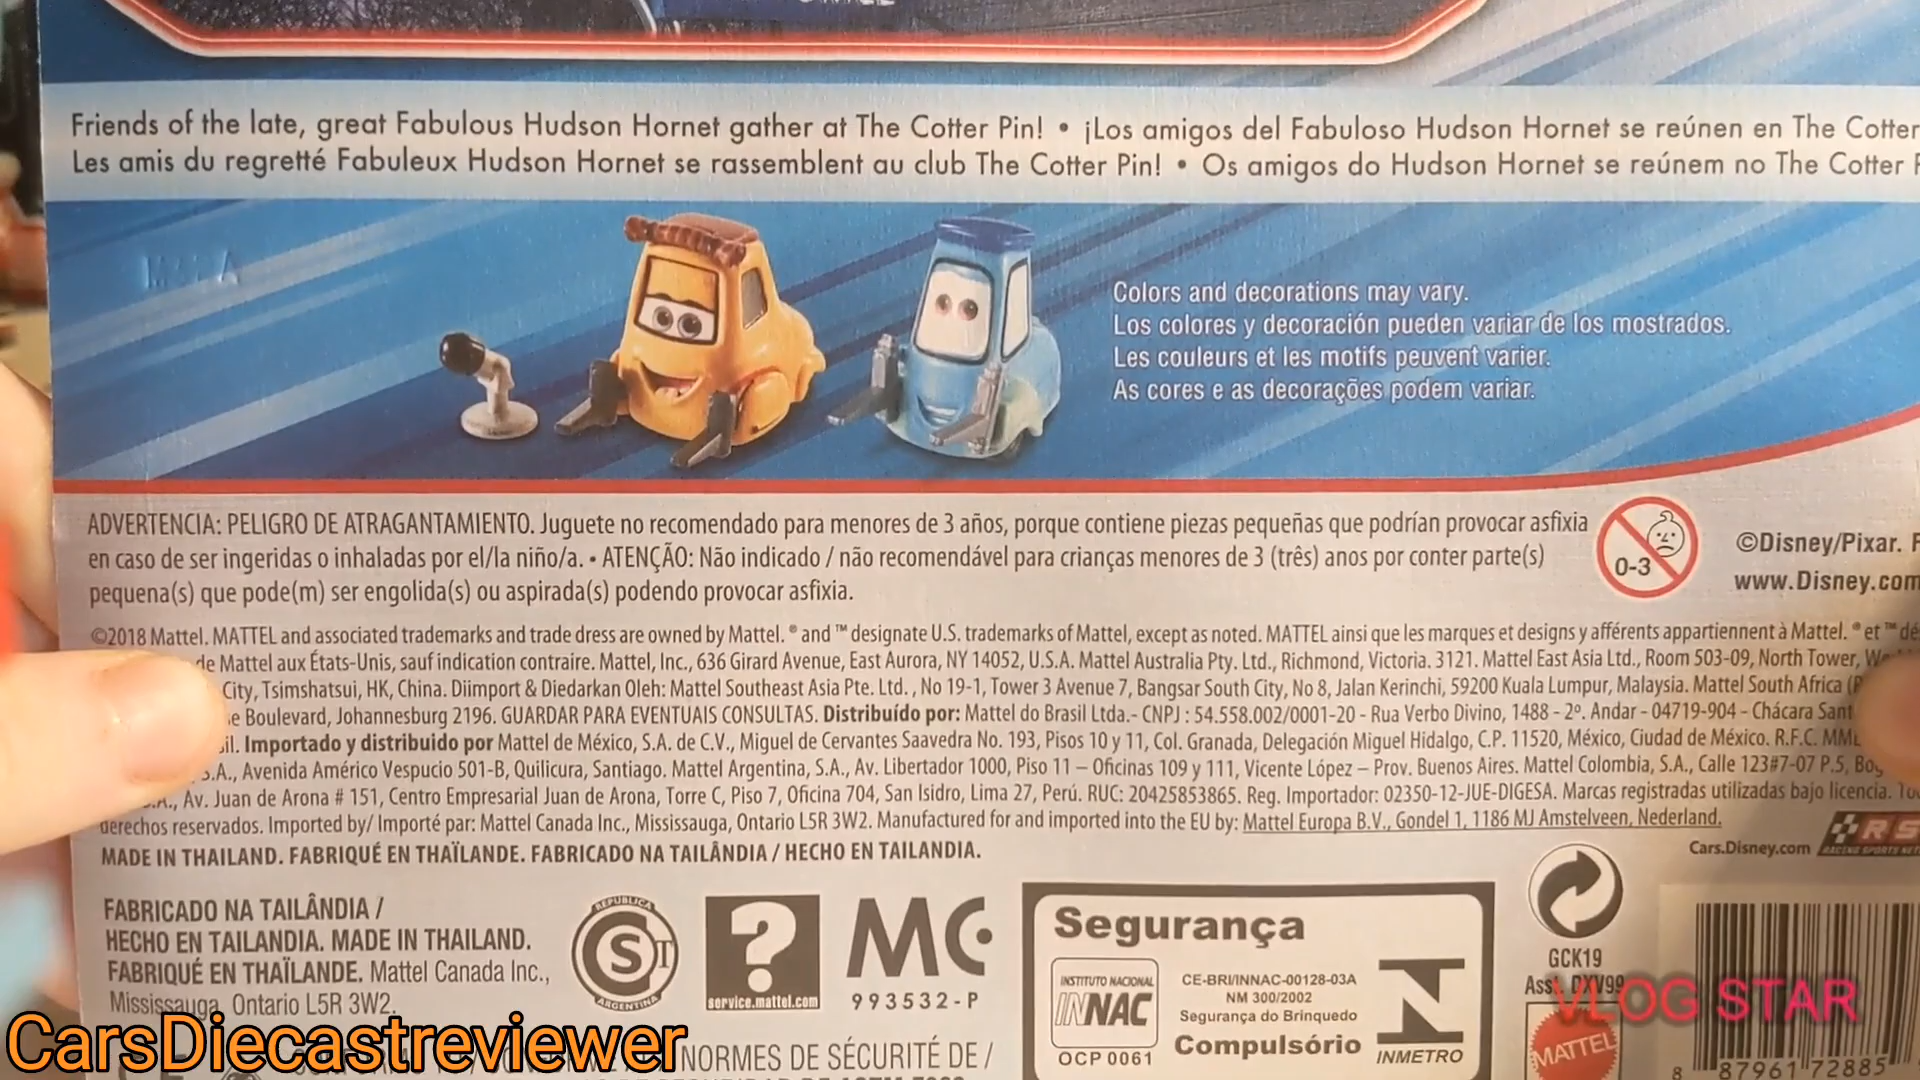 Friends of the late, great Fabulous Hudson Hornet gather at The Cotter Pin! • ¡Los amigos del Fabuloso Hudson Hornet se reúnen en The Cotter
Les amis du regretté Fabuleux Hudson Hornet se rassemblent au club The Cotter Pin! • Os amigos do Hudson Hornet se reúnem no The Cotter
Colors and decorations may vary.
Los colores y decoración pueden variar de los mostrados.
Les couleurs et les motifs peuvent varier.
As cores e as decorações podem variar.
ADVERTENCIA: PELIGRO DE ATRAGANTAMIENTO. Juguete no recomendado para menores de 3 años, porque contiene piezas pequeñas que podrían provocar asfixia
en caso de ser ingeridas o inhaladas por el/la niño/a. • ATENÇÃO: Não indicado / não recomendável para crianças menores de 3 (três) anos por conter parte(s)
pequena(s) que pode(m) ser engolida(s) ou aspirada(s) podendo provocar asfixia.
0-3
©Disney/Pixar.
www.Disney.com
©2018 Mattel. MATTEL and associated trademarks and trade dress are owned by Mattel. ® and ™ designate U.S. trademarks of Mattel, except as noted. MATTEL ainsi que les marques et designs y afférents appartiennent à Mattel. ® et ™
de Mattel aux États-Unis, sauf indication contraire. Mattel, Inc., 636 Girard Avenue, East Aurora, NY 14052, U.S.A. Mattel Australia Pty. Ltd., Richmond, Victoria. 3121. Mattel East Asia Ltd., Room 503-09, North Tower,
City, Tsimshatsui, HK, China. Diimport & Diedarkan Oleh: Mattel Southeast Asia Pte. Ltd. , No 19-1, Tower 3 Avenue 7, Bangsar South City, No 8, Jalan Kerinchi, 59200 Kuala Lumpur, Malaysia. Mattel South Africa
Boulevard, Johannesburg 2196. GUARDAR PARA EVENTUAIS CONSULTAS. Distribuído por: Mattel do Brasil Ltda.- CNPJ : 54.558.002/0001-20 - Rua Verbo Divino, 1488 - 2º. Andar - 04719-904 - Chácara
Importado y distribuido por Mattel de México, S.A. de C.V., Miguel de Cervantes Saavedra No. 193, Pisos 10 y 11, Col. Granada, Delegación Miguel Hidalgo, C.P. 11520, México, Ciudad de México. R.F.C.
S.A., Avenida Américo Vespucio 501-B, Quilicura, Santiago. Mattel Argentina, S.A., Av. Libertador 1000, Piso 11 – Oficinas 109 y 111, Vicente López – Prov. Buenos Aires. Mattel Colombia, S.A., Calle 123#7-07 P.5,
Av. Juan de Arona # 151, Centro Empresarial Juan de Arona, Torre C, Piso 7, Oficina 704, San Isidro, Lima 27, Perú. RUC: 20425853865. Reg. Importador: 02350-12-JUE-DIGESA. Marcas registradas utilizadas bajo licencia.
derechos reservados. Imported by/ Importé par: Mattel Canada Inc., Mississauga, Ontario L5R 3W2. Manufactured for and imported into the EU by: Mattel Europa B.V., Gondel 1, 1186 MJ Amstelveen, Nederland.
MADE IN THAILAND. FABRIQUÉ EN THAÏLANDE. FABRICADO NA TAILÂNDIA / HECHO EN TAILANDIA.
Cars.Disney.com
FABRICADO NA TAILÂNDIA /
HECHO EN TAILANDIA. MADE IN THAILAND.
FABRIQUÉ EN THAÏLANDE. Mattel Canada Inc.,
Mississauga, Ontario L5R 3W2.
REPUBLICA
S T
ARGENTINA
?
service.mattel.com
MC
993532-P
Segurança
INSTITUTO NACIONAL
INNAC
OCP 0061
CE-BRI/INNAC-00128-03A
NM 300/2002
Segurança do Brinquedo
Compulsório
INMETRO
GCK19
Asst. DXV99
VLOG STAR
MATTEL
8 87961 72885
CarsDiecastreviewer
NORMES DE SÉCURITÉ DE /